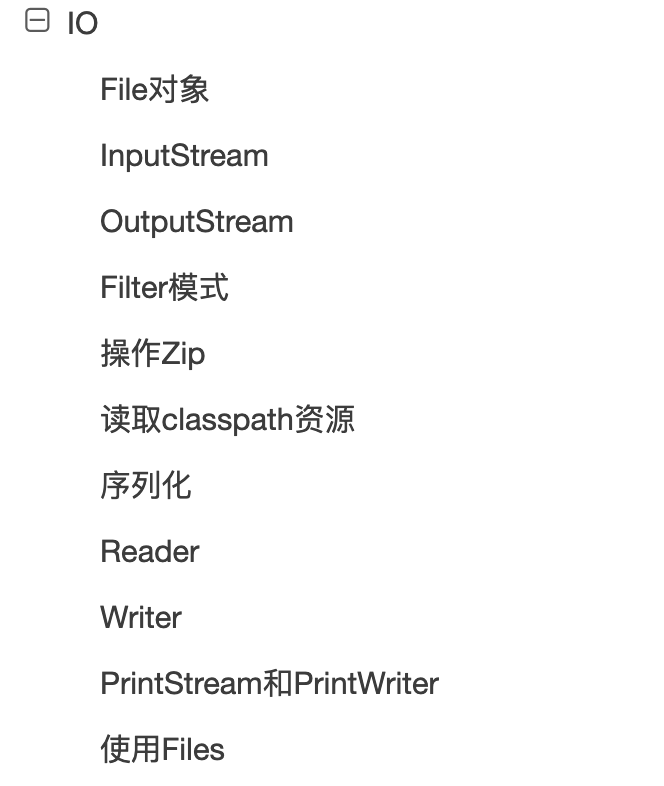 IO
File对象
InputStream
OutputStream
Filter模式
操作Zip
读取classpath资源
序列化
Reader
Writer
PrintStream和PrintWriter
使用Files